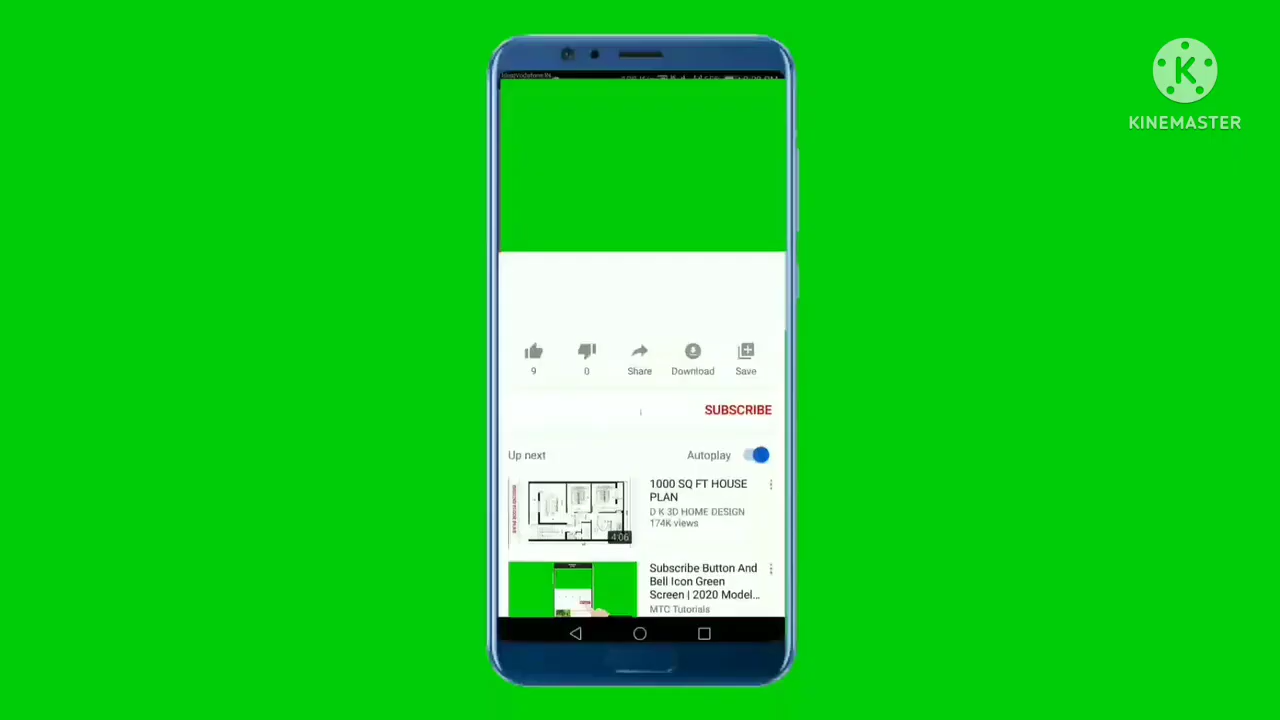 KINEMASTER
9
0
Share
Download
Save
SUBSCRIBE
Up next
Autoplay
1000 SQ FT HOUSE
PLAN
D K 3D HOME DESIGN
174K views
4:06
Subscribe Button And
Bell Icon Green
Screen | 2020 Model...
MTC Tutorials